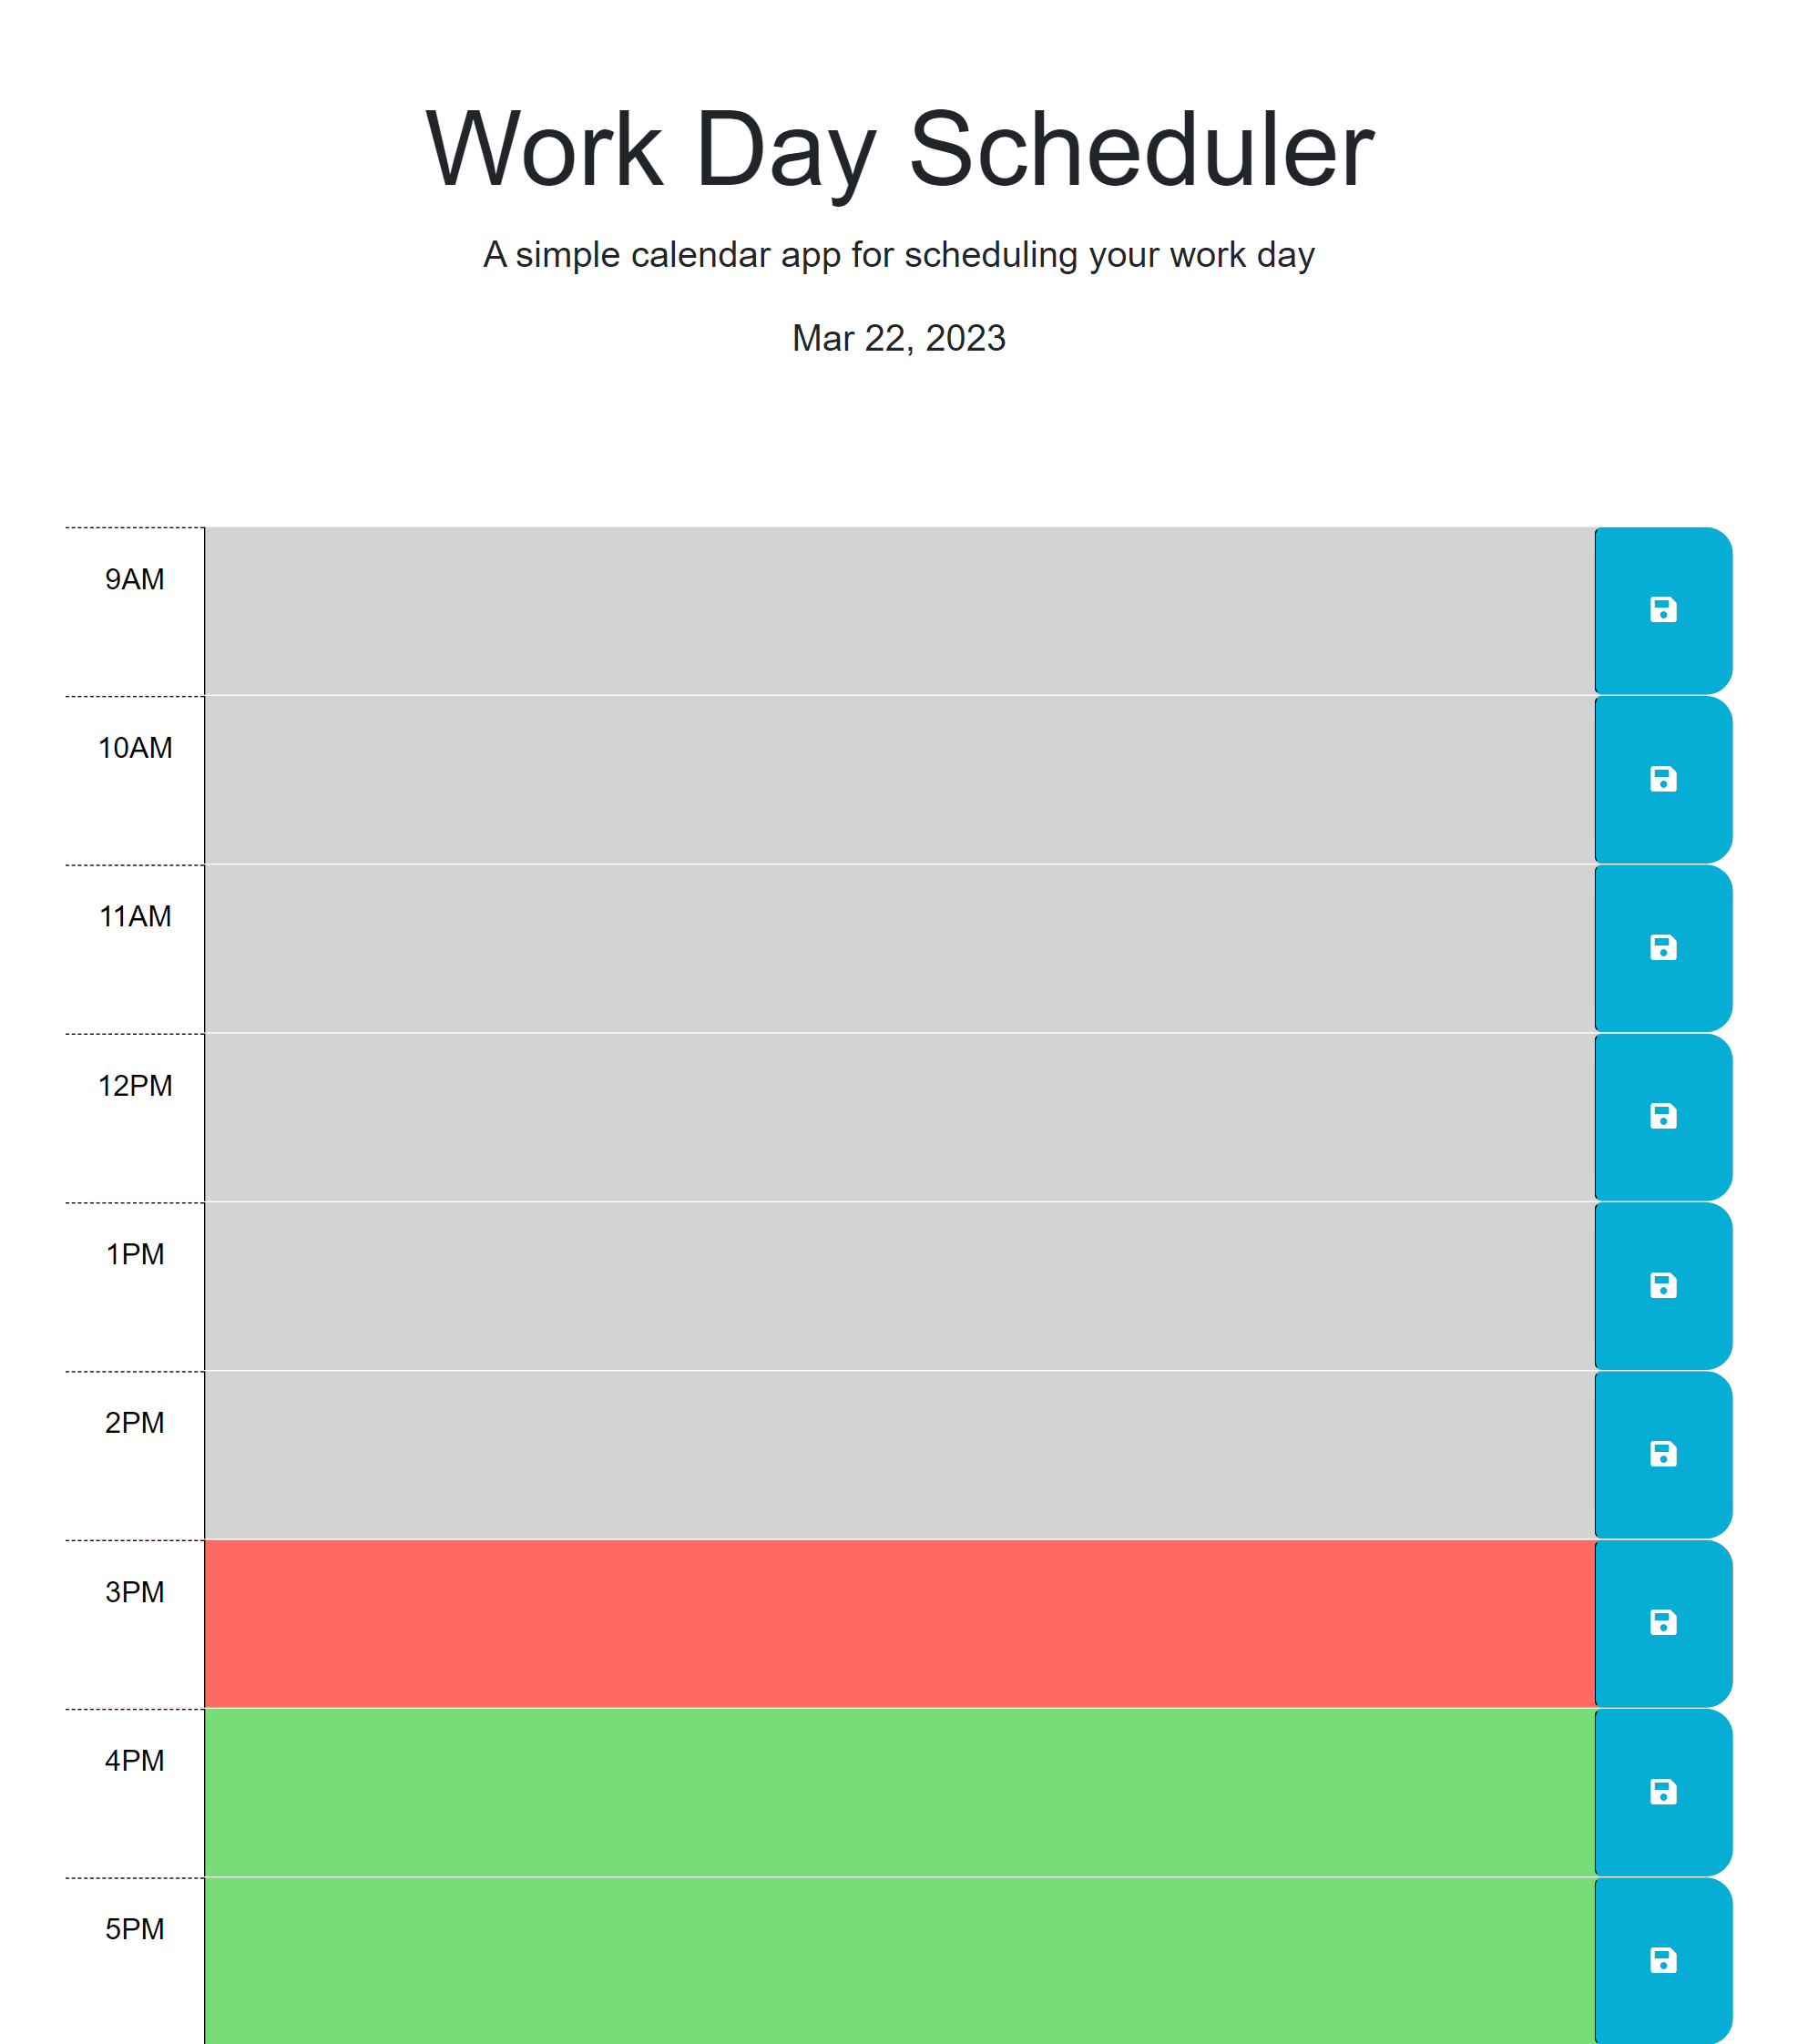 Work Day Scheduler
A simple calendar app for scheduling your work day
Mar 22, 2023
9AM
10AM
11AM
12PM
1PM
2PM
3PM
4PM
5PM